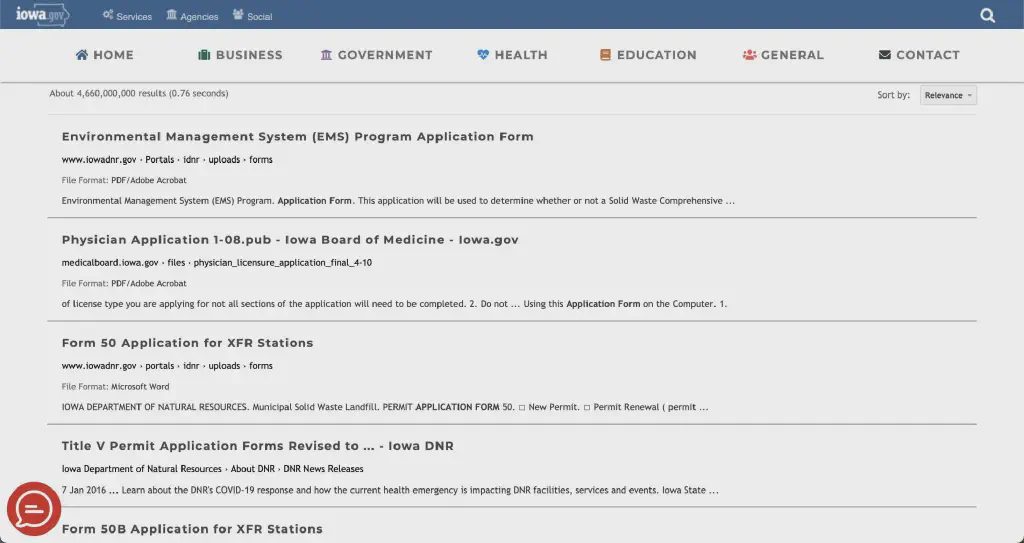 iowa.gov Services Agencies Social
HOME BUSINESS GOVERNMENT HEALTH EDUCATION GENERAL CONTACT
About 4,660,000,000 results (0.76 seconds) Sort by: Relevance
Environmental Management System (EMS) Program Application Form
www.iowadnr.gov › Portals › idnr › uploads › forms
File Format: PDF/Adobe Acrobat
Environmental Management System (EMS) Program. Application Form. This application will be used to determine whether or not a Solid Waste Comprehensive ...
Physician Application 1-08.pub - Iowa Board of Medicine - Iowa.gov
medicalboard.iowa.gov › files › physician_licensure_application_final_4-10
File Format: PDF/Adobe Acrobat
of license type you are applying for not all sections of the application will need to be completed. 2. Do not ... Using this Application Form on the Computer. 1.
Form 50 Application for XFR Stations
www.iowadnr.gov › portals › idnr › uploads › forms
File Format: Microsoft Word
IOWA DEPARTMENT OF NATURAL RESOURCES. Municipal Solid Waste Landfill. PERMIT APPLICATION FORM 50. □ New Permit. □ Permit Renewal ( permit ...
Title V Permit Application Forms Revised to ... - Iowa DNR
Iowa Department of Natural Resources › About DNR › DNR News Releases
7 Jan 2016 ... Learn about the DNR's COVID-19 response and how the current health emergency is impacting DNR facilities, services and events. Iowa State ...
Form 50B Application for XFR Stations